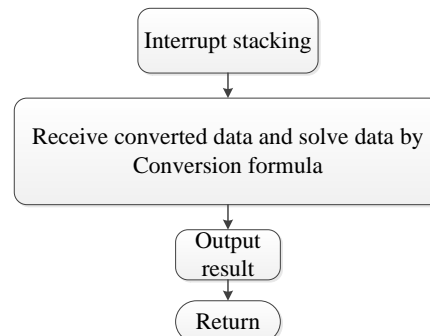 Interrupt stacking
Receive converted data and solve data by
Conversion formula
Output
result
Return